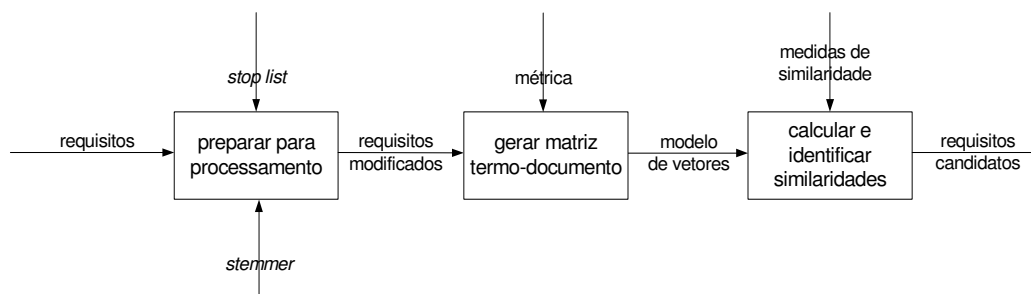 stop list
métrica
medidas de
similaridade
requisitos
preparar para
processamento
requisitos
modificados
gerar matriz
termo-documento
modelo
de vetores
calcular e
identificar
similaridades
requisitos
candidatos
stemmer